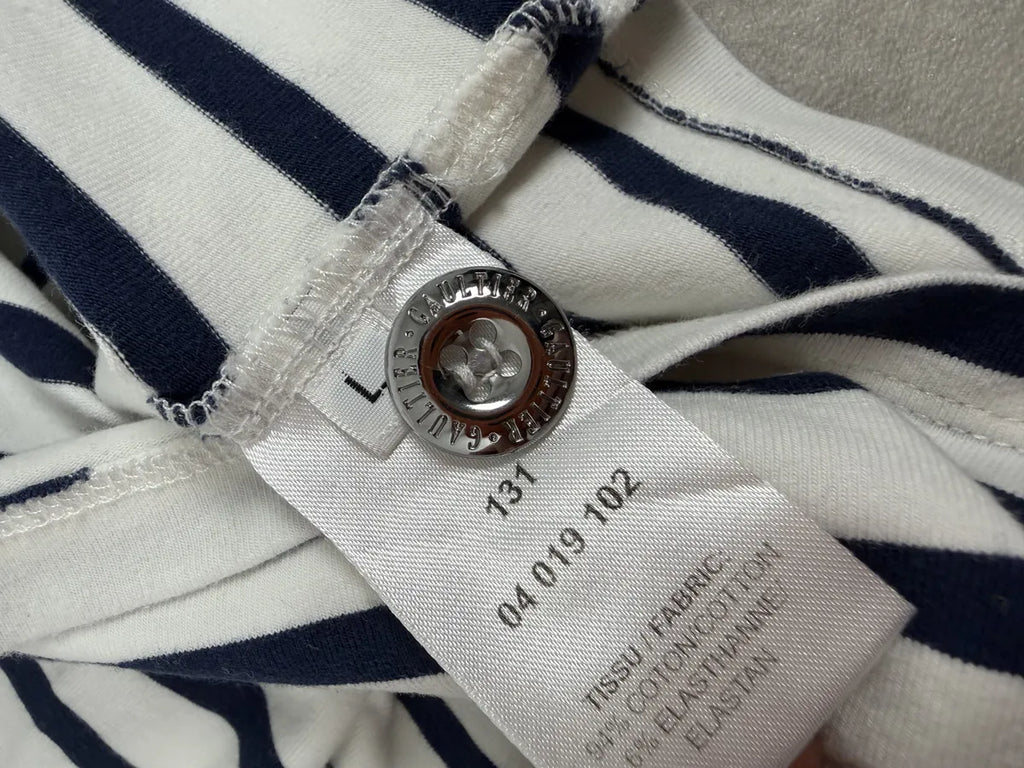 GAULTIER • GAULTIER • GAULTIER •
L
131
04 019 102
TISSU / FABRIC:
94% COTON/COTTON
6% ELASTHANNE/
ELASTAN